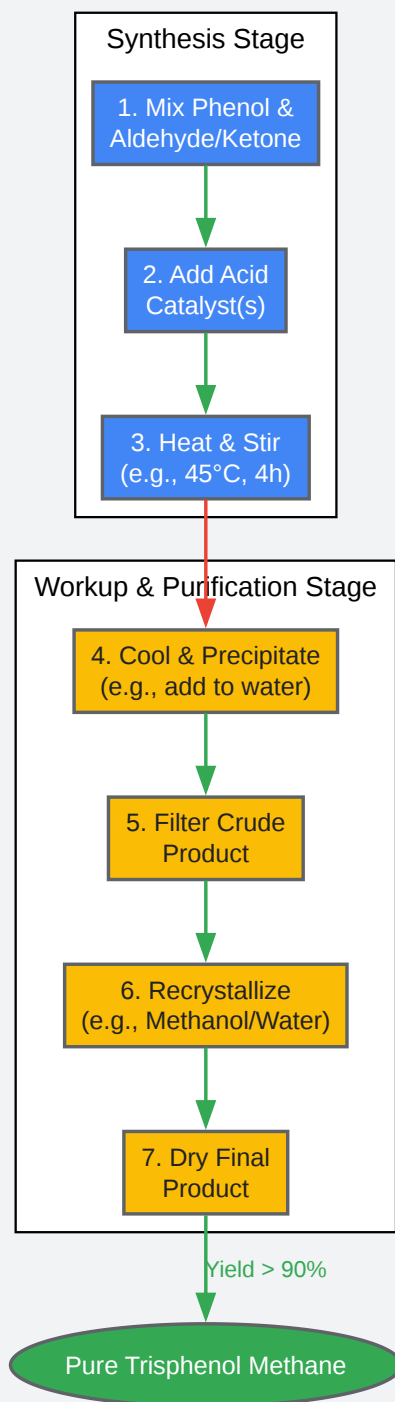 Synthesis Stage
1. Mix Phenol &
Aldehyde/Ketone
2. Add Acid
Catalyst(s)
3. Heat & Stir
(e.g., 45°C, 4h)
Workup & Purification Stage
4. Cool & Precipitate
(e.g., add to water)
5. Filter Crude
Product
6. Recrystallize
(e.g., Methanol/Water)
7. Dry Final
Product
Yield > 90%
Pure Trisphenol Methane